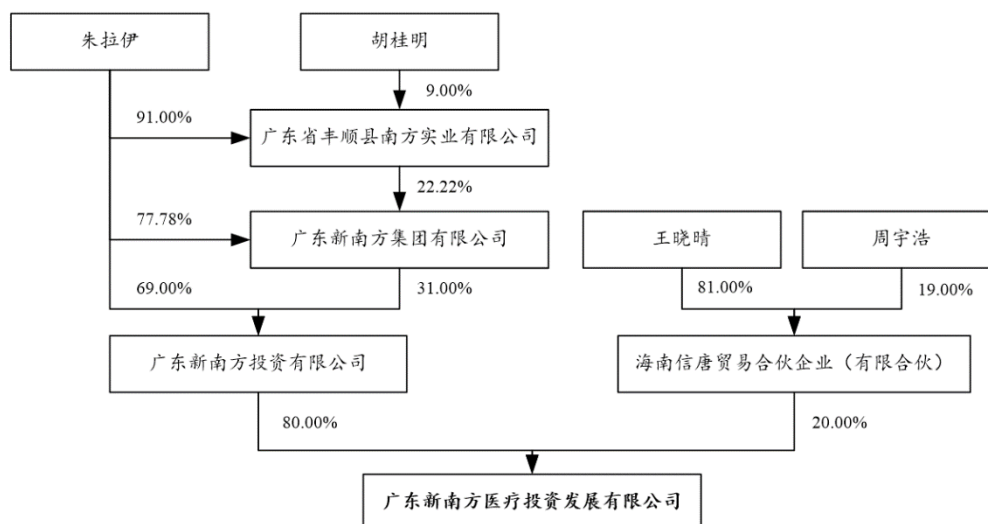 朱拉伊
胡桂明
9.00%
91.00%
广东省丰顺县南方实业有限公司
22.22%
77.78%
广东新南方集团有限公司
王晓晴
周宇浩
69.00%
31.00%
81.00%
19.00%
广东新南方投资有限公司
海南信唐贸易合伙企业（有限合伙）
80.00%
20.00%
广东新南方医疗投资发展有限公司